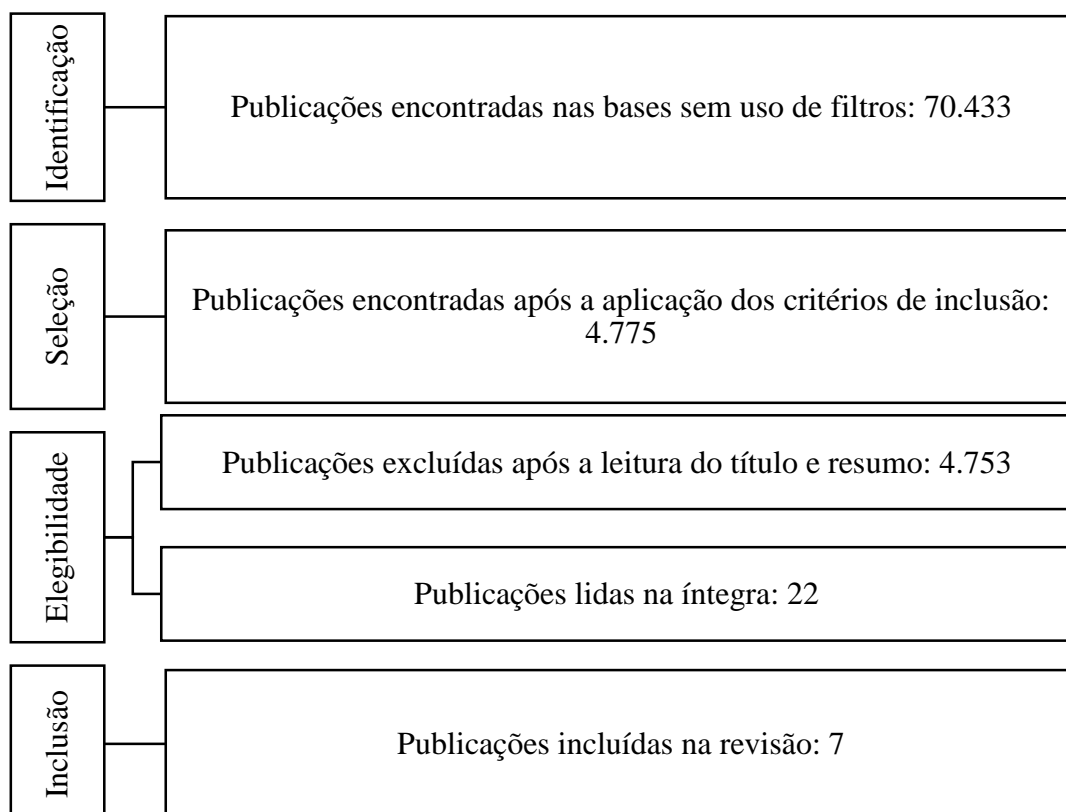 Identificação
Publicações encontradas nas bases sem uso de filtros: 70.433
Seleção
Publicações encontradas após a aplicação dos critérios de inclusão:
4.775
Elegibilidade
Publicações excluídas após a leitura do título e resumo: 4.753
Publicações lidas na íntegra: 22
Inclusão
Publicações incluídas na revisão: 7